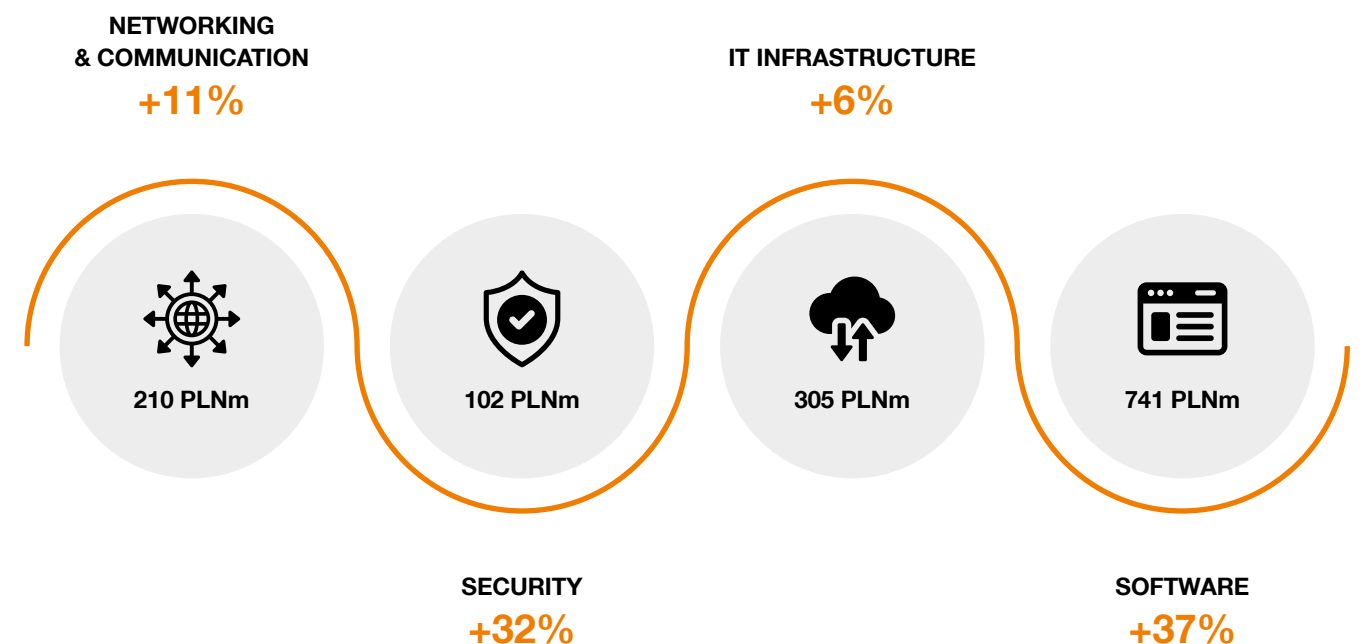 NETWORKING
& COMMUNICATION
+11%
210 PLNm
102 PLNm
SECURITY
+32%
IT INFRASTRUCTURE
+6%
305 PLNm
741 PLNm
SOFTWARE
+37%